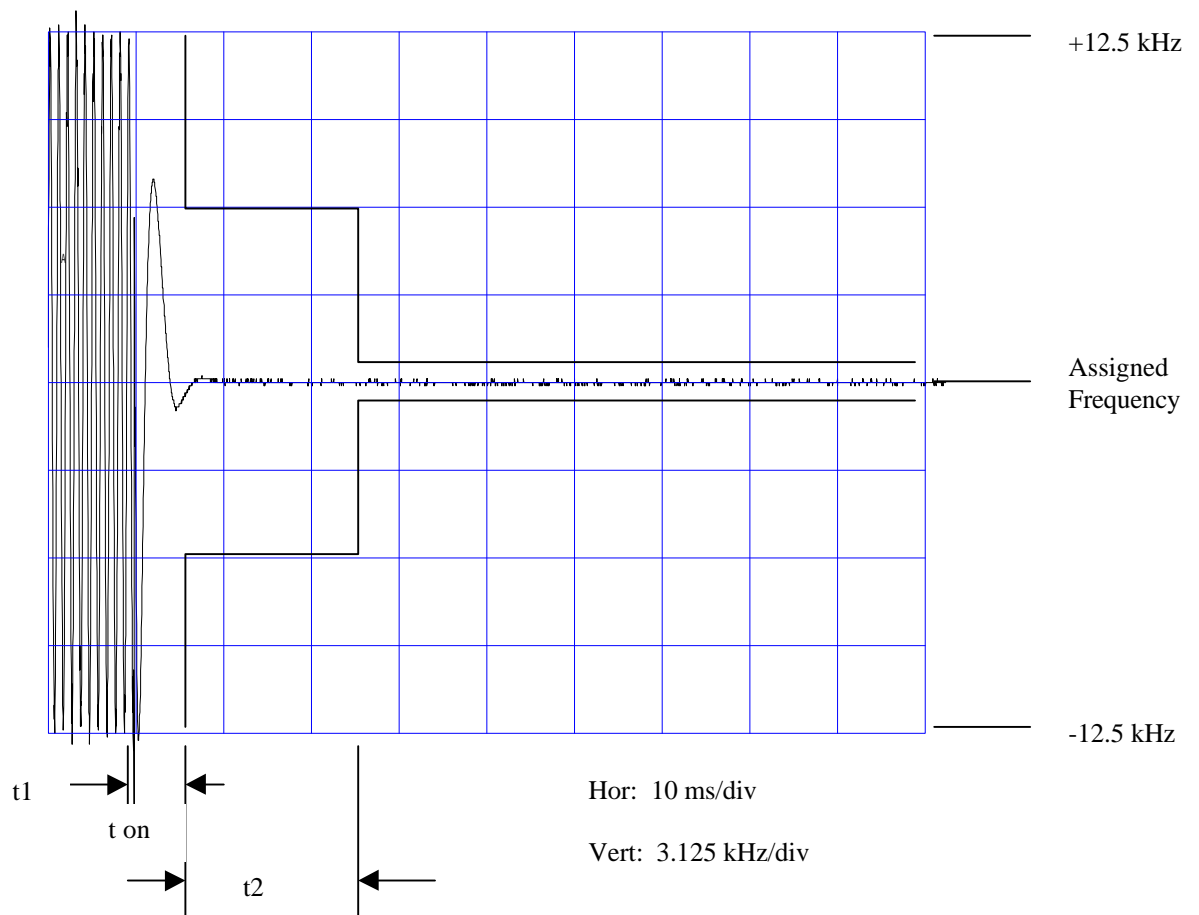 +12.5 kHz
Assigned
Frequency
-12.5 kHz
t1
t on
t2
Hor: 10 ms/div
Vert: 3.125 kHz/div